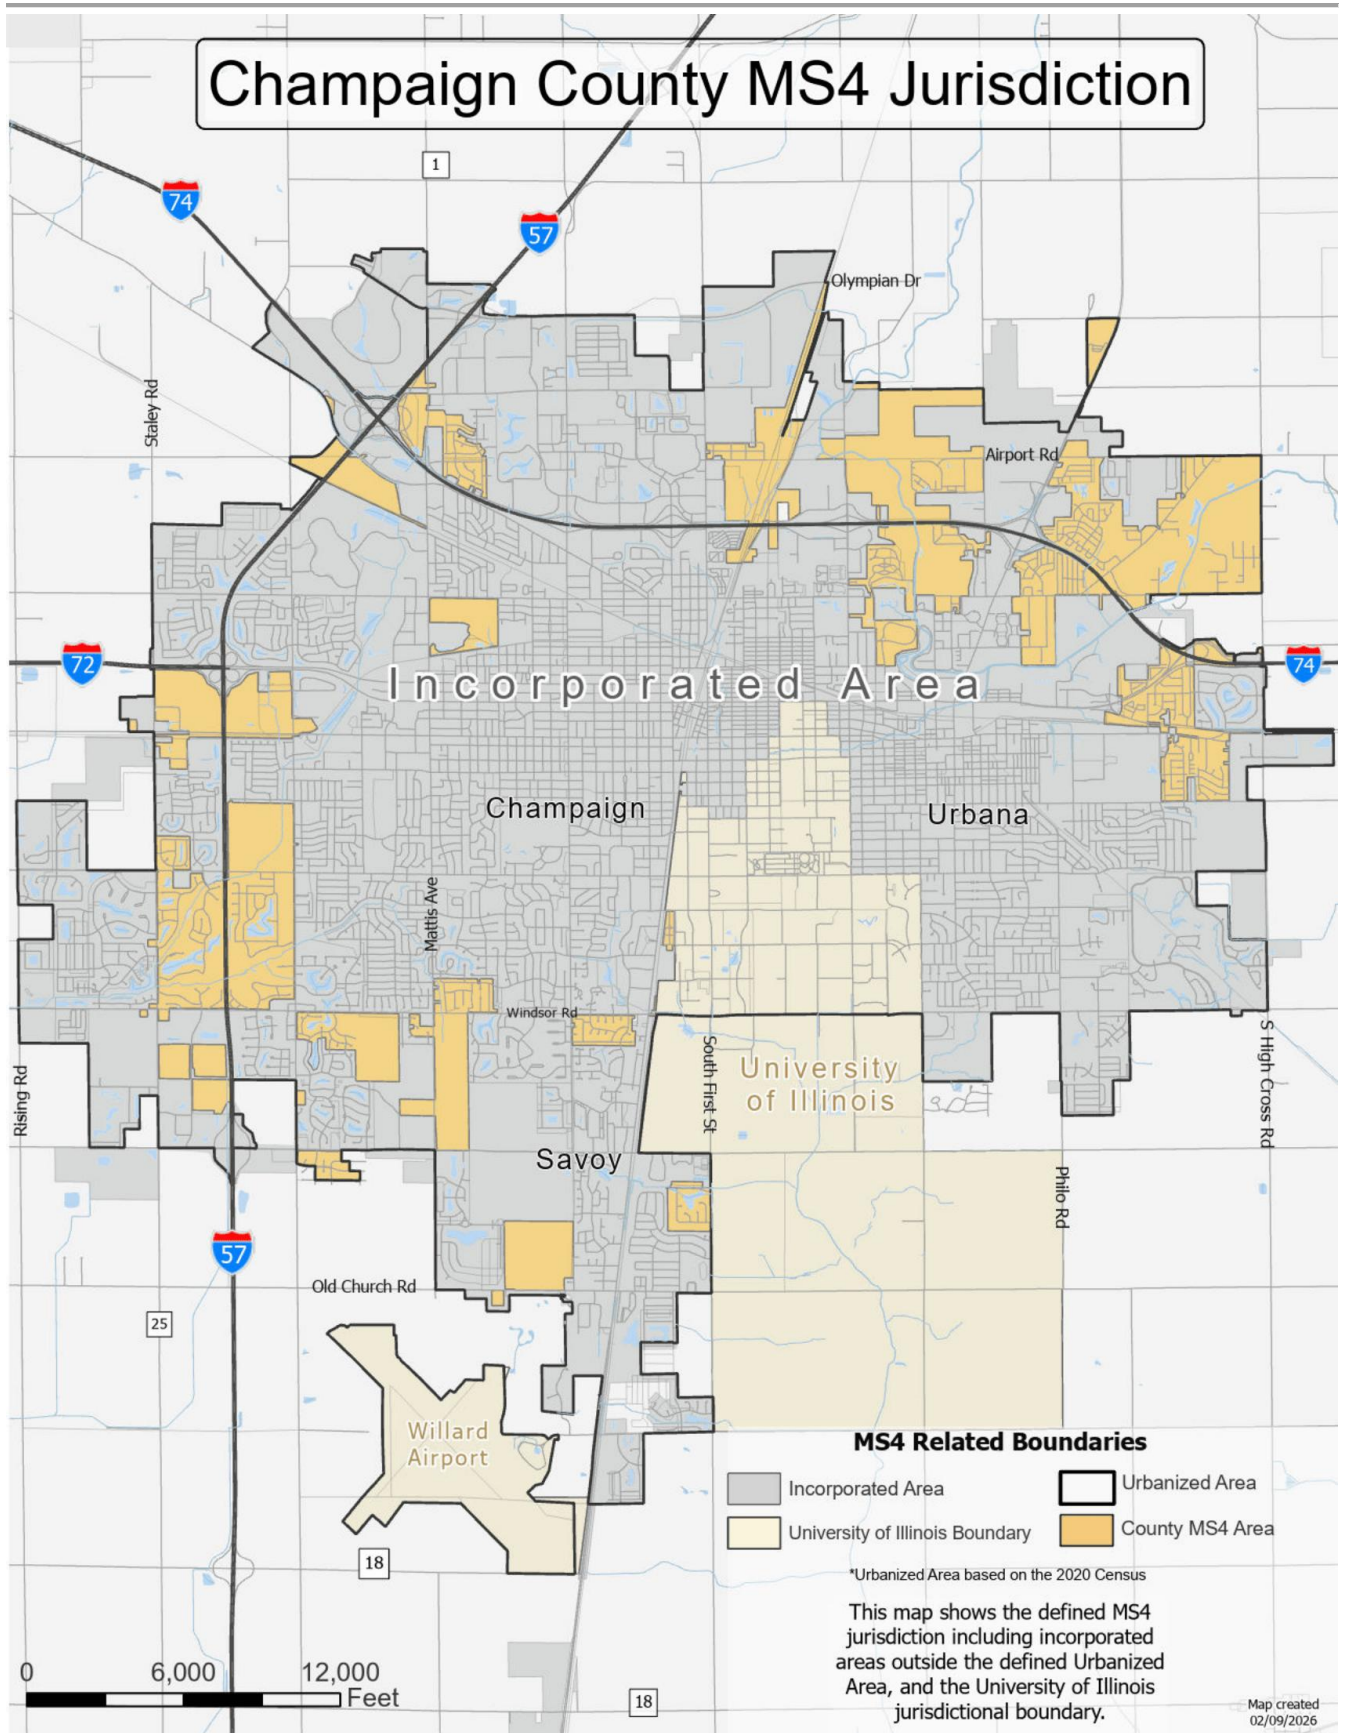 Champaign County MS4 Jurisdiction
1
74
57
Olympian Dr
Staley Rd
Airport Rd
72
74
Incorporated Area
Champaign
Urbana
Mattis Ave
Windsor Rd
Rising Rd
South First St
University
of Illinois
S High Cross Rd
Savoy
Philo Rd
57
Old Church Rd
25
Willard
Airport
18
MS4 Related Boundaries
Incorporated Area
Urbanized Area
University of Illinois Boundary
County MS4 Area
*Urbanized Area based on the 2020 Census
This map shows the defined MS4
jurisdiction including incorporated
areas outside the defined Urbanized
Area, and the University of Illinois
jurisdictional boundary.
0 6,000 12,000
Feet
18
Map created
02/09/2026